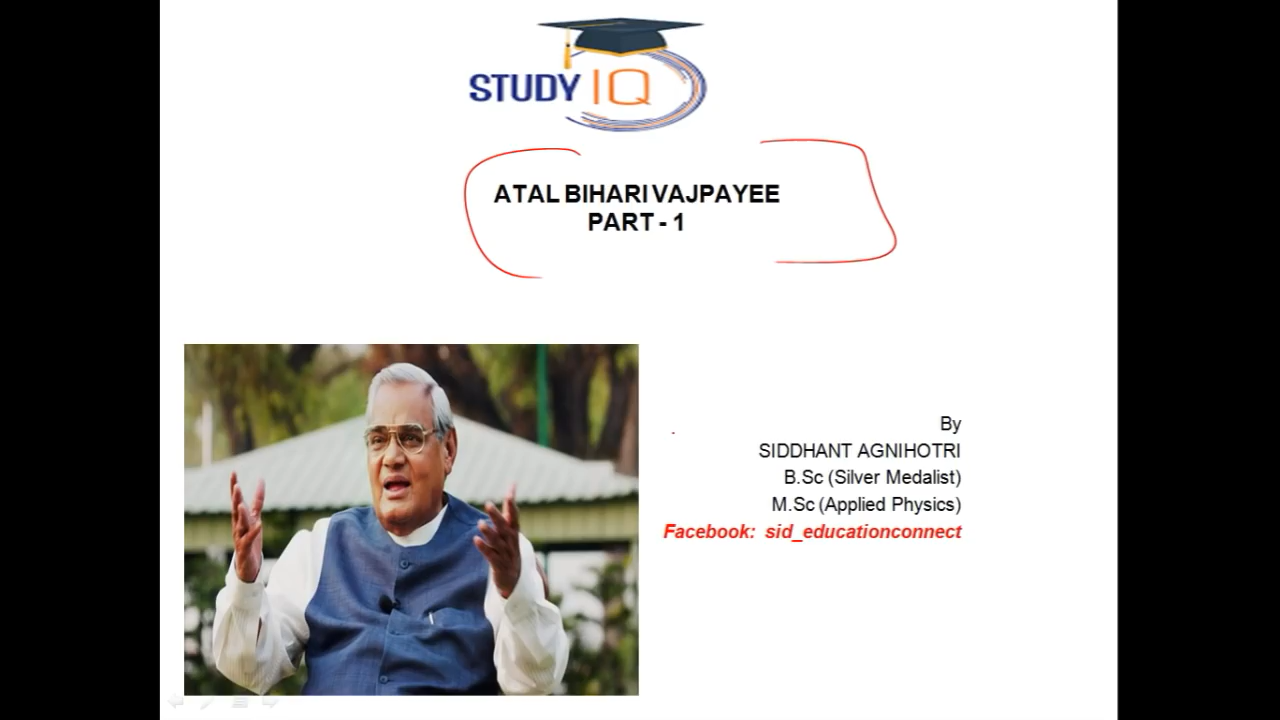 STUDY IQ
ATAL BIHARI VAJPAYEE
PART - 1
By
SIDDHANT AGNIHOTRI
B.Sc (Silver Medalist)
M.Sc (Applied Physics)
Facebook: sid_educationconnect